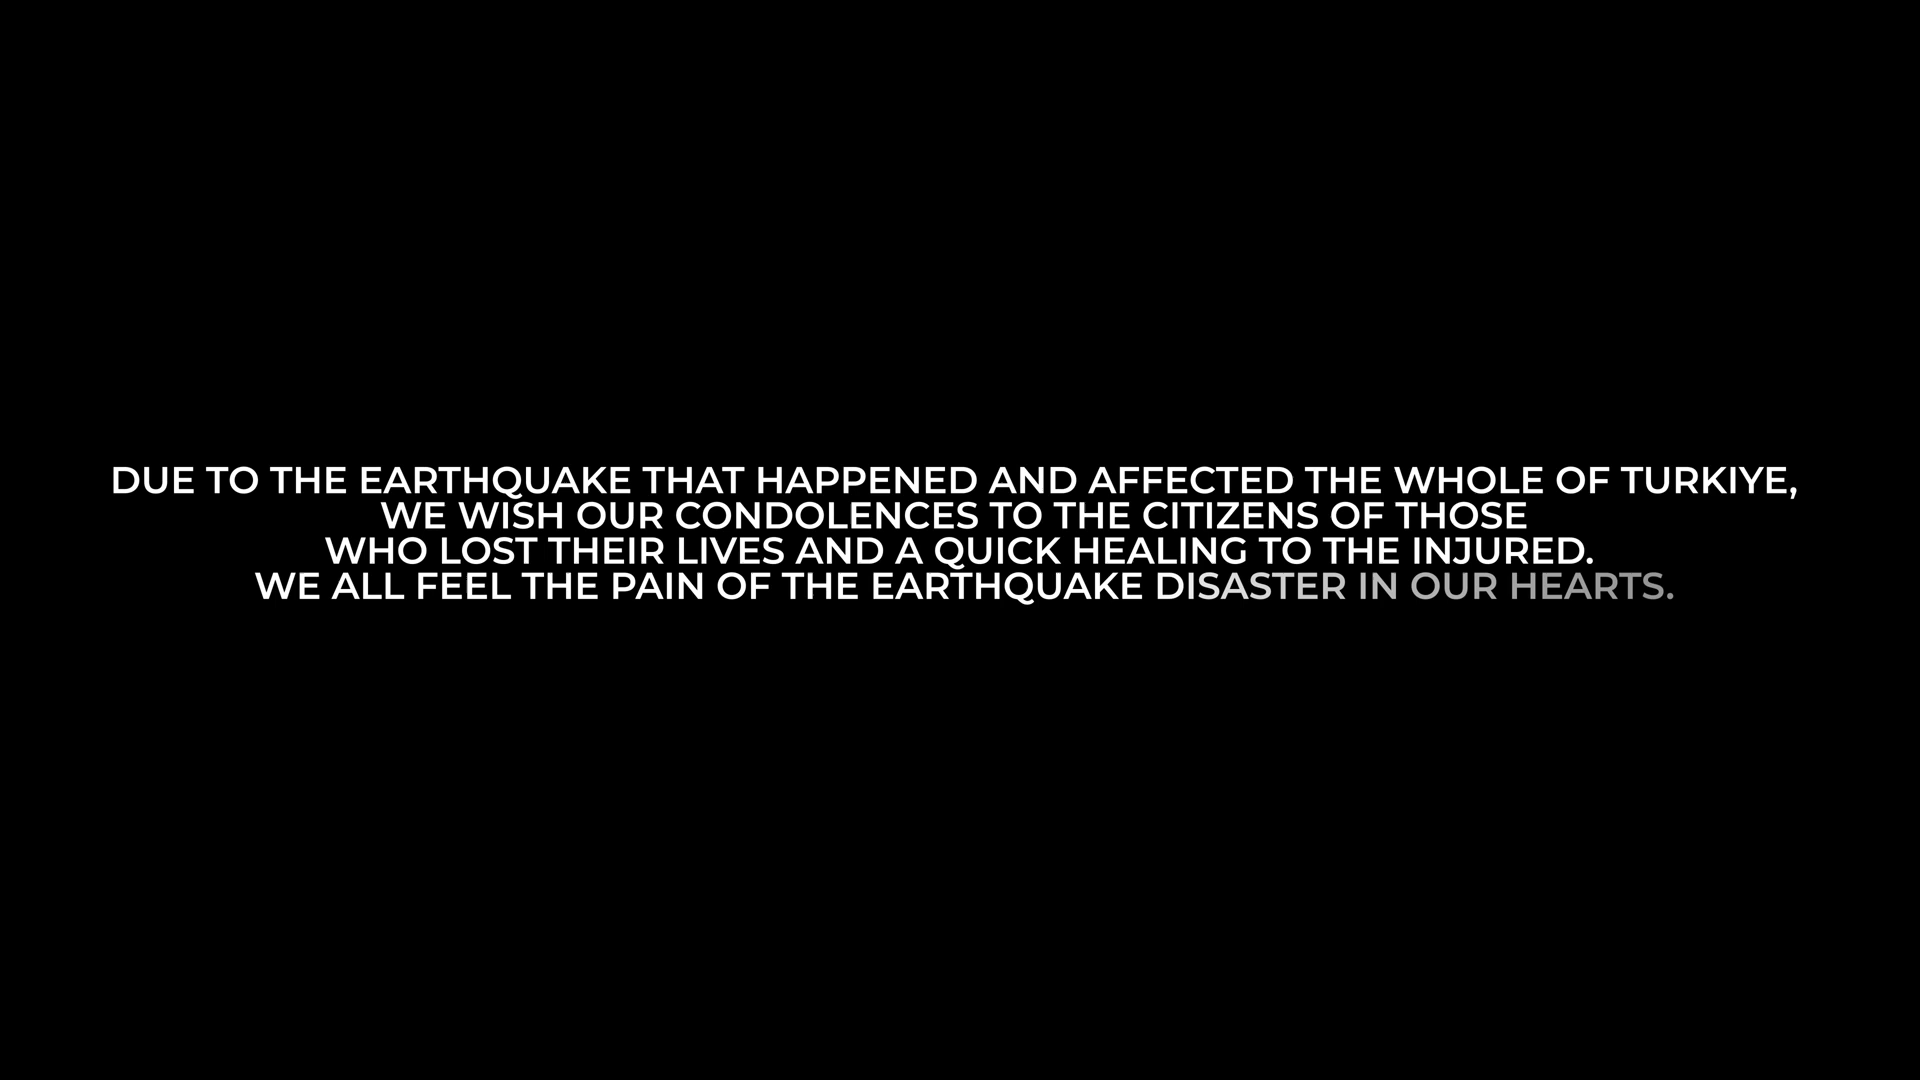 DUE TO THE EARTHQUAKE THAT HAPPENED AND AFFECTED THE WHOLE OF TURKIYE,
WE WISH OUR CONDOLENCES TO THE CITIZENS OF THOSE
WHO LOST THEIR LIVES AND A QUICK HEALING TO THE INJURED.
WE ALL FEEL THE PAIN OF THE EARTHQUAKE DISASTER IN OUR HEARTS.